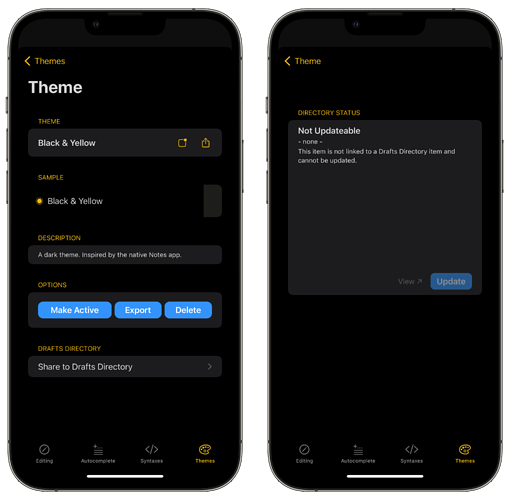 Themes
Theme
THEME
Black & Yellow
SAMPLE
Black & Yellow
DESCRIPTION
A dark theme. Inspired by the native Notes app.
OPTIONS
Make Active Export Delete
DRAFTS DIRECTORY
Share to Drafts Directory
Editing Autocomplete Syntaxes Themes
Theme
DIRECTORY STATUS
Not Updateable
- none -
This item is not linked to a Drafts Directory item and
cannot be updated.
View ↗ Update
Editing Autocomplete Syntaxes Themes